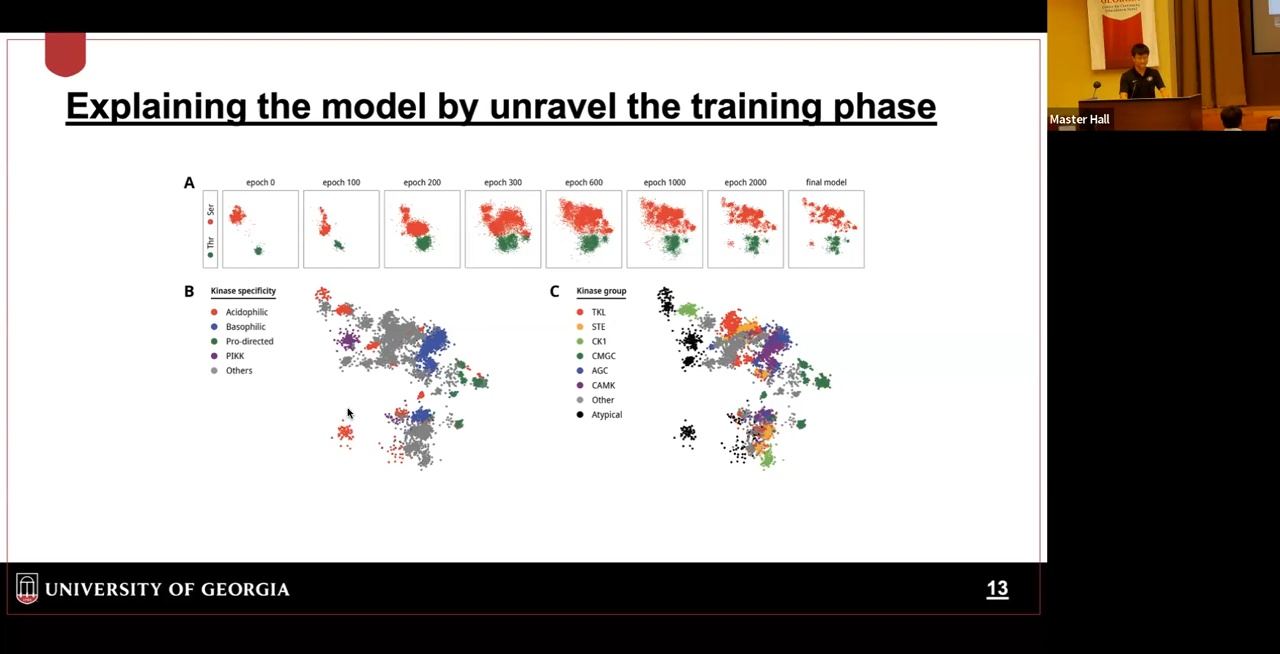 Explaining the model by unravel the training phase
A
epoch 0
epoch 100
epoch 200
epoch 300
epoch 600
epoch 1000
epoch 2000
final model
Thr
Ser
B
Kinase specificity
Acidophilic
Basophilic
Pro-directed
PIKK
Others
C
Kinase group
TKL
STE
CK1
CMGC
AGC
CAMK
Other
Atypical
UNIVERSITY OF GEORGIA
13
GEORGIA
Master Hall